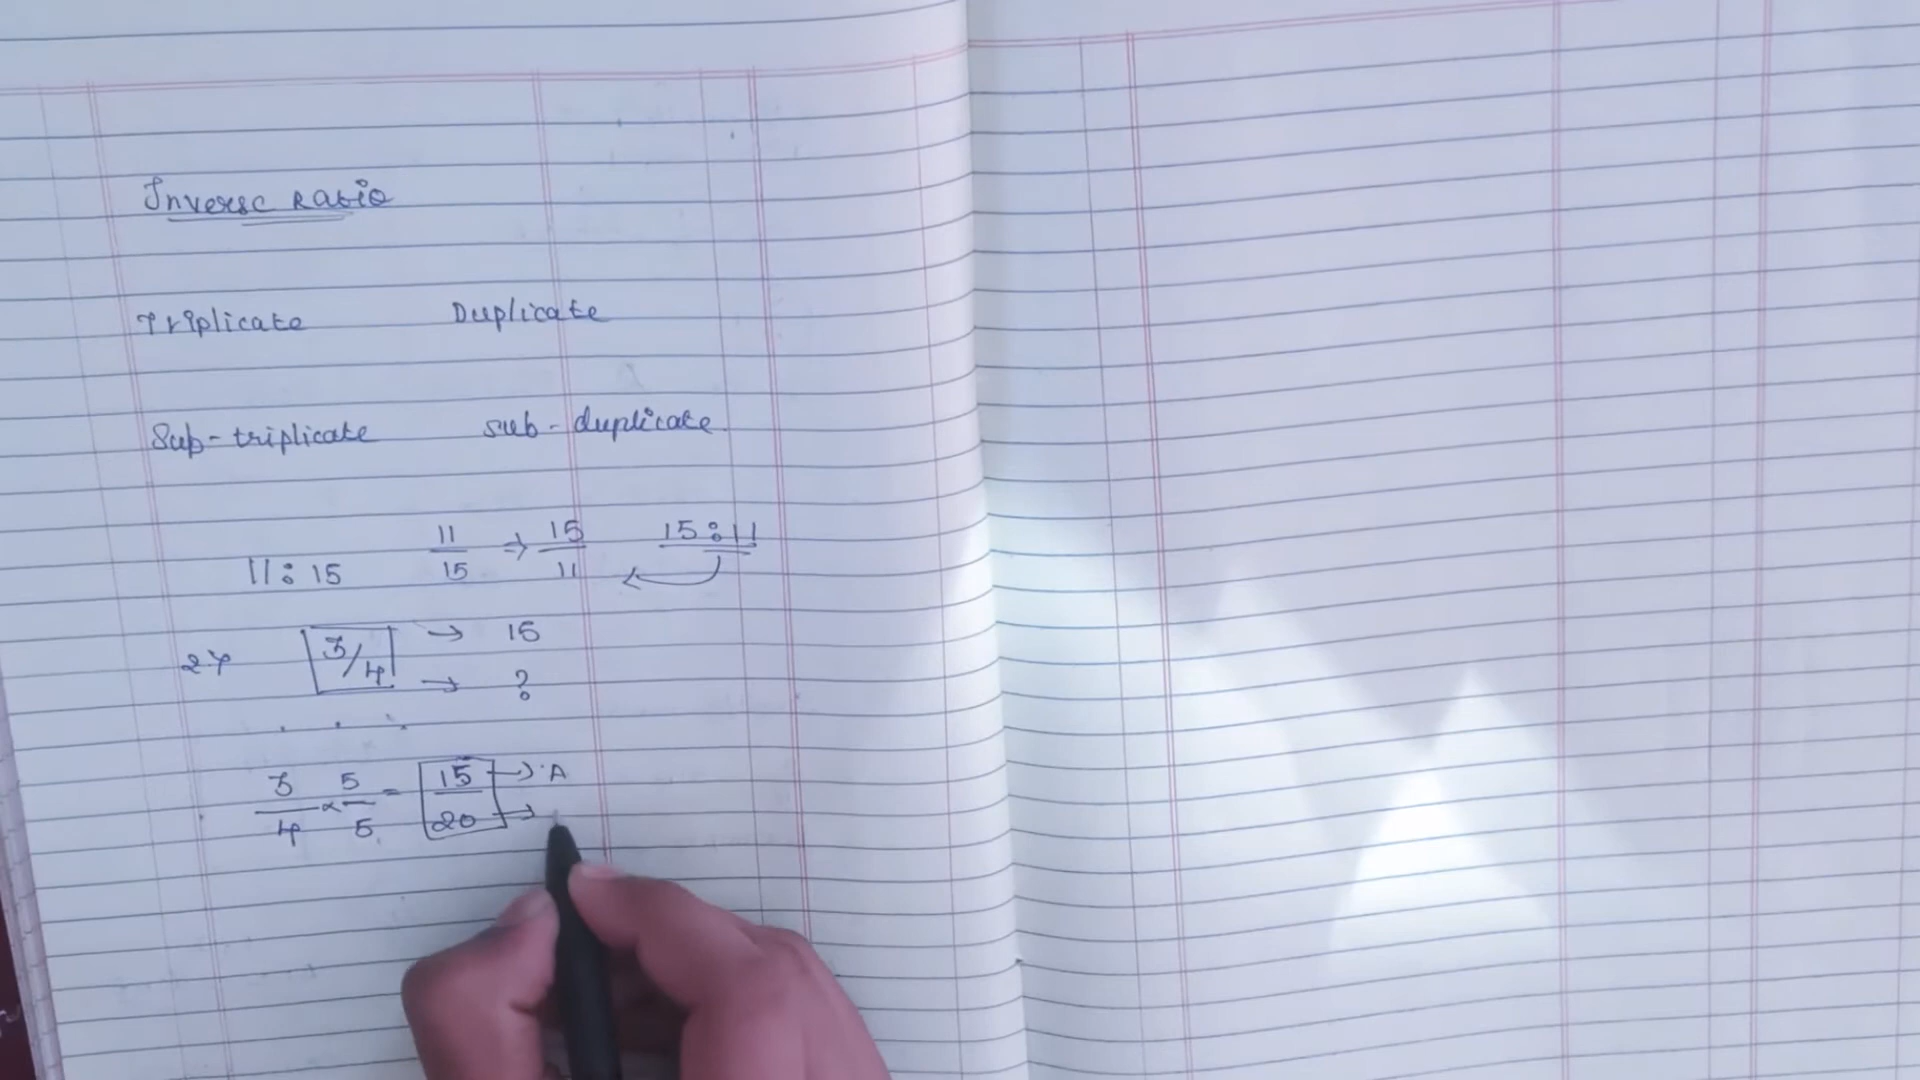 Inverse Ratio
Triplicate Duplicate
Sub-triplicate sub-duplicate
11:15 11/15 ⇒ 15/11 15:11
3/4 → 15
→ ?
3/4 × 5/5 = 15/20 → A
→